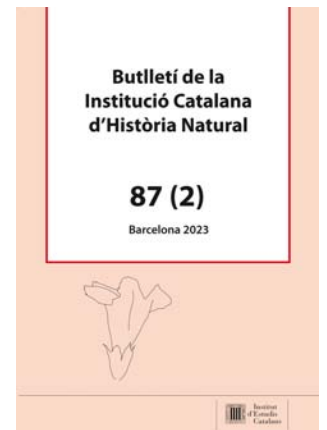 Butlletí de la
Institució Catalana
d'Història Natural
87 (2)
Barcelona 2023
Institut
d'Estudis
Catalans